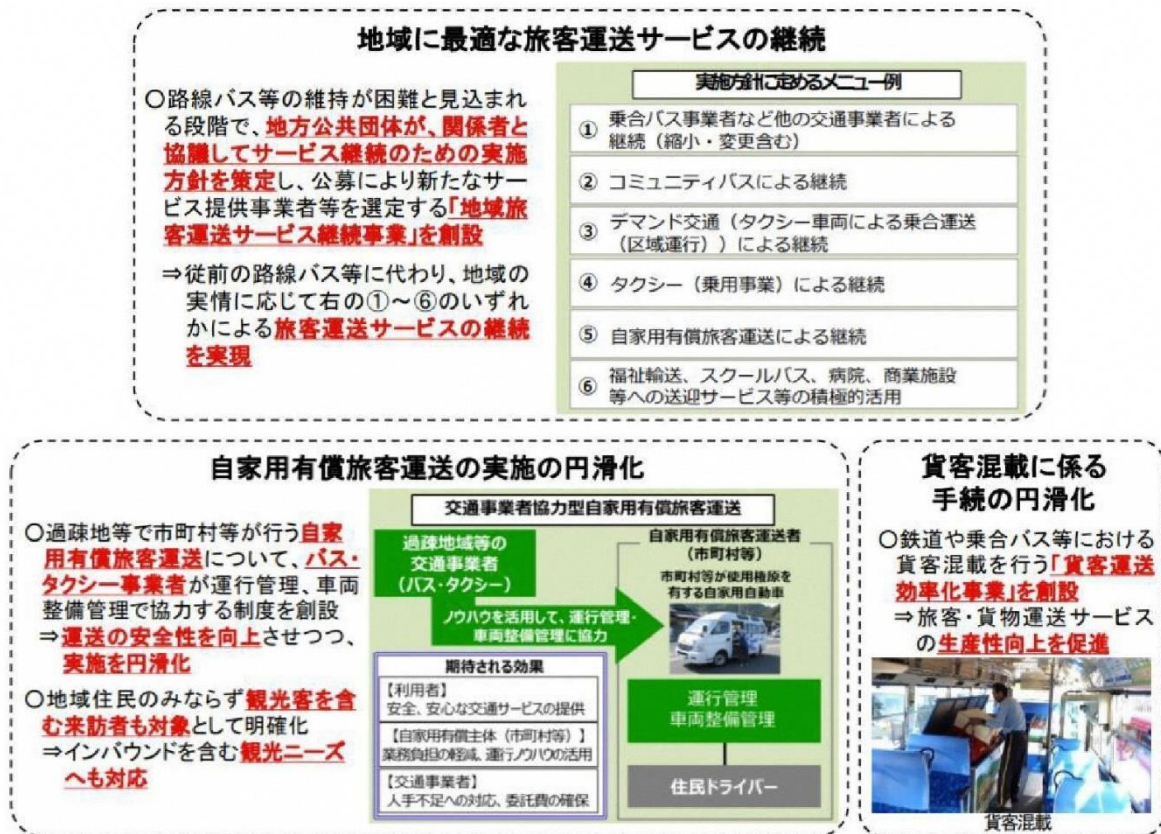 地域に最適な旅客運送サービスの継続
○路線バス等の維持が困難と見込まれ
る段階で、地方公共団体が、関係者と
協議してサービス継続のための実施
方針を策定し、公募により新たなサー
ビス提供事業者等を選定する「地域旅
客運送サービス継続事業」を創設
⇒従前の路線バス等に代わり、地域の
実情に応じて右の①～⑥のいずれ
かによる旅客運送サービスの継続
を実現
実施方針に定めるメニュー例
① 乗合バス事業者など他の交通事業者による
継続（縮小・変更含む）
② コミュニティバスによる継続
③ デマンド交通（タクシー車両による乗合運送
（区域運行））による継続
④ タクシー（乗用事業）による継続
⑤ 自家用有償旅客運送による継続
⑥ 福祉輸送、スクールバス、病院、商業施設
等への送迎サービス等の積極的活用
自家用有償旅客運送の実施の円滑化
○過疎地等で市町村等が行う自家
用有償旅客運送について、バス・
タクシー事業者が運行管理、車両
整備管理で協力する制度を創設
⇒運送の安全性を向上させつつ、
実施を円滑化
○地域住民のみならず観光客を含
む来訪者も対象として明確化
⇒インバウンドを含む観光ニーズ
へも対応
交通事業者協力型自家用有償旅客運送
過疎地域等の
交通事業者
（バス・タクシー）
ノウハウを活用して、運行管理・
車両整備管理に協力
期待される効果
【利用者】
安全、安心な交通サービスの提供
【自家用有償主体（市町村等）】
業務負担の軽減、運行ノウハウの活用
【交通事業者】
人手不足への対応、委託費の確保
自家用有償旅客運送者
（市町村等）
市町村等が使用権原を
有する自家用自動車
運行管理
車両整備管理
住民ドライバー
貨客混載に係る
手続の円滑化
○鉄道や乗合バス等における
貨客混載を行う「貨客運送
効率化事業」を創設
⇒旅客・貨物運送サービス
の生産性向上を促進
貨客混載